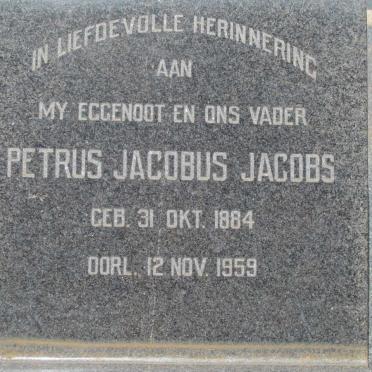 IN LIEFDEVOLLE HERINNERING
AAN
MY EGGENOOT EN ONS VADER
PETRUS JACOBUS JACOBS
GEB. 31 OKT. 1884
OORL. 12 NOV. 1959